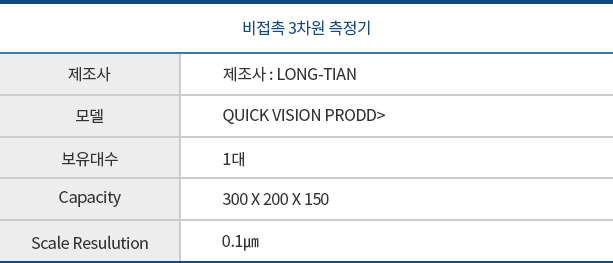 비접촉 3차원 측정기
제조사 제조사 : LONG-TIAN
모델 QUICK VISION PRODD>
보유대수 1대
Capacity 300 X 200 X 150
Scale Resulution 0.1㎛